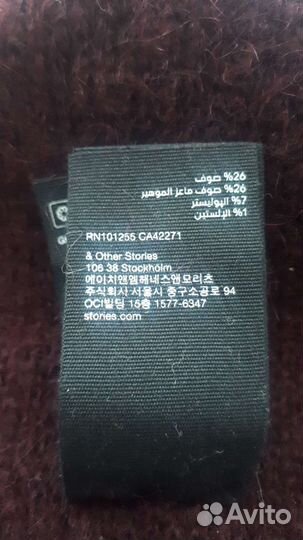 %26 صوف
%26 صوف ماعز الموهير
%7 البوليستر
%1 الإلستين
RN101255 CA42271
& Other Stories
106 38 Stockholm
에이치앤엠헤네스앤모리츠
주식회사 서울시 중구소공로 94
OCI빌딩 15층 1577-6347
stories.com
Avito